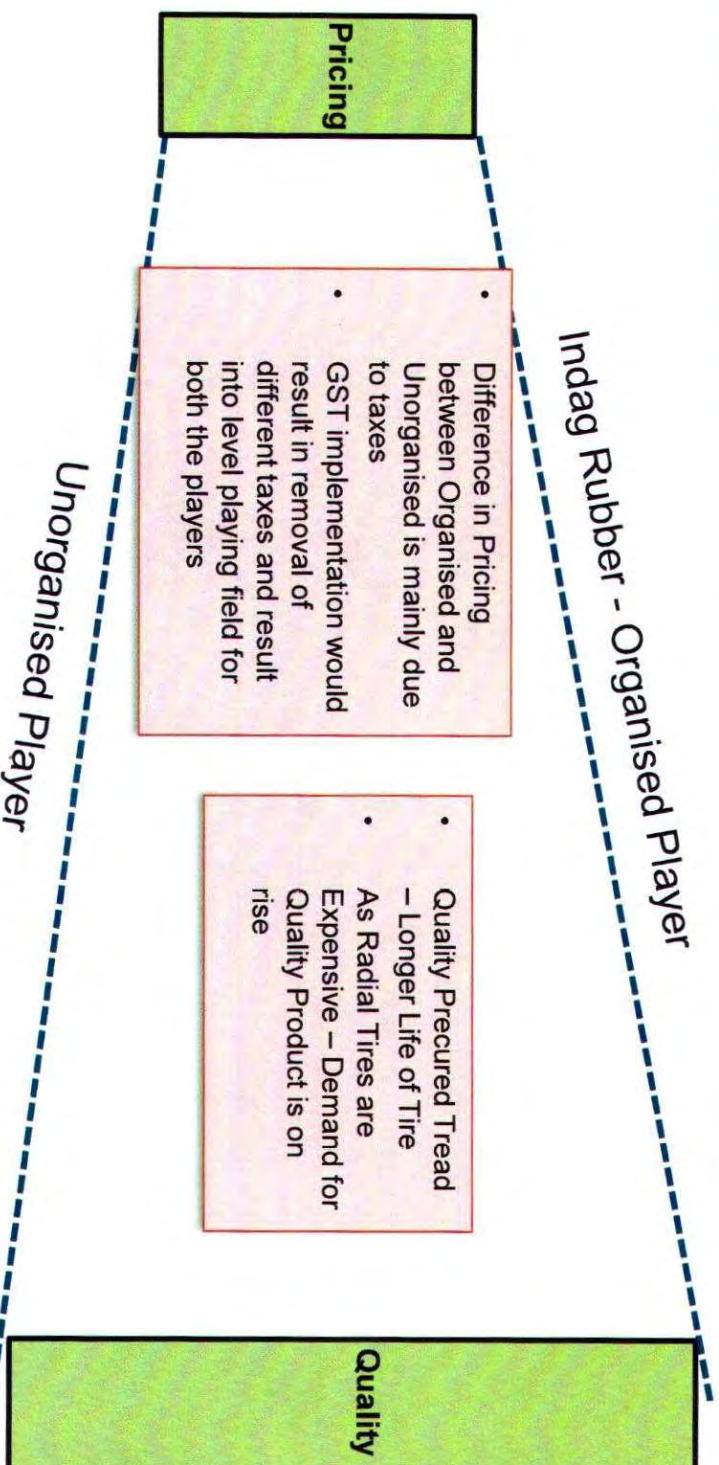 Pricing
Indag Rubber - Organised Player
• Difference in Pricing
between Organised and
Unorganised is mainly due
to taxes
• GST implementation would
result in removal of
different taxes and result
into level playing field for
both the players
• Quality Precured Tread
– Longer Life of Tire
• As Radial Tires are
Expensive – Demand for
Quality Product is on
rise
Unorganised Player
Quality